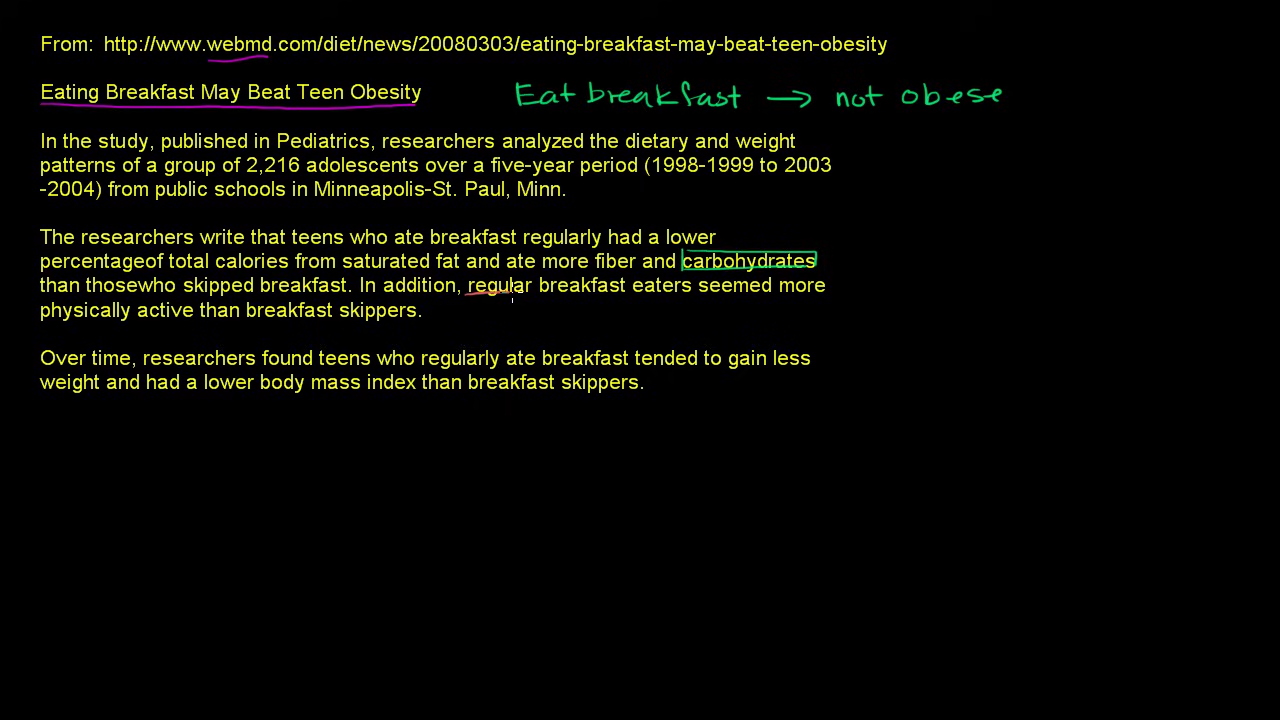 From: http://www.webmd.com/diet/news/20080303/eating-breakfast-may-beat-teen-obesity
Eating Breakfast May Beat Teen Obesity
Eat breakfast → not obese
In the study, published in Pediatrics, researchers analyzed the dietary and weight
patterns of a group of 2,216 adolescents over a five-year period (1998-1999 to 2003
-2004) from public schools in Minneapolis-St. Paul, Minn.
The researchers write that teens who ate breakfast regularly had a lower
percentageof total calories from saturated fat and ate more fiber and carbohydrates
than thosewho skipped breakfast. In addition, regular breakfast eaters seemed more
physically active than breakfast skippers.
Over time, researchers found teens who regularly ate breakfast tended to gain less
weight and had a lower body mass index than breakfast skippers.